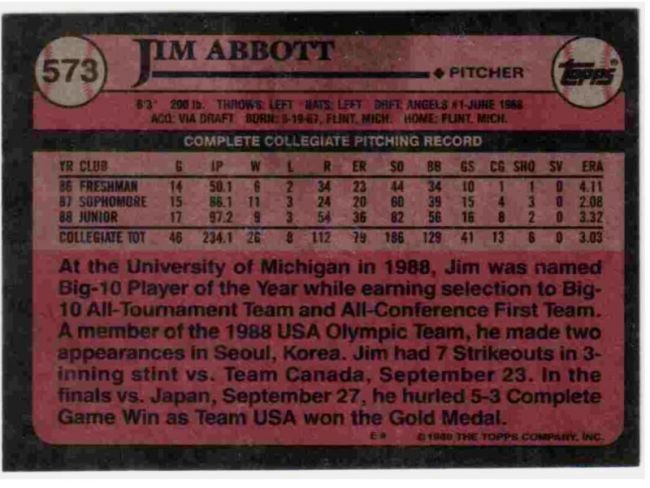 573
JIM ABBOTT
◆ PITCHER
TOPPS®
6'3" 200 lb. THROWS: LEFT BATS: LEFT DRFT: ANGELS #1-JUNE 1988
ACQ: VIA DRAFT BORN: 9-19-67, FLINT, MICH. HOME: FLINT, MICH.
COMPLETE COLLEGIATE PITCHING RECORD
YR CLUB G IP W L R ER SO BB GS CG SHO SV ERA
86 FRESHMAN 14 50.1 6 2 34 23 44 34 10 1 1 0 4.11
87 SOPHOMORE 15 86.1 11 3 24 20 60 39 15 4 3 0 2.08
88 JUNIOR 17 97.2 9 3 54 36 82 56 16 8 2 0 3.32
COLLEGIATE TOT 46 234.1 26 8 112 79 186 129 41 13 6 0 3.03
At the University of Michigan in 1988, Jim was named
Big-10 Player of the Year while earning selection to Big-
10 All-Tournament Team and All-Conference First Team.
A member of the 1988 USA Olympic Team, he made two
appearances in Seoul, Korea. Jim had 7 Strikeouts in 3-
inning stint vs. Team Canada, September 23. In the
finals vs. Japan, September 27, he hurled 5-3 Complete
Game Win as Team USA won the Gold Medal.
©1989 THE TOPPS COMPANY, INC.